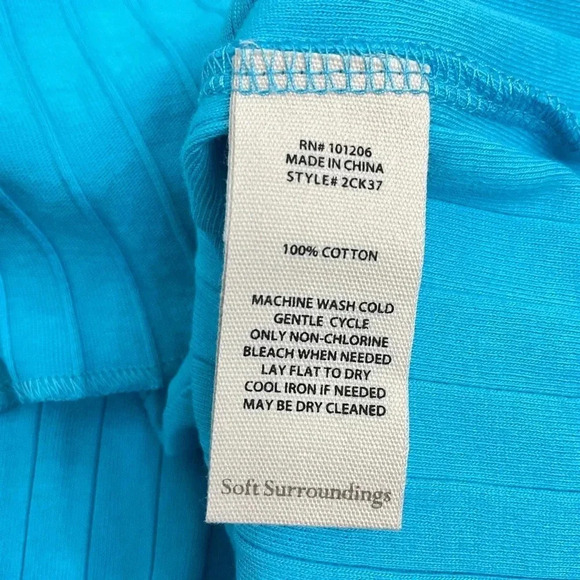 RN# 101206
MADE IN CHINA
STYLE# 2CK37
100% COTTON
MACHINE WASH COLD
GENTLE CYCLE
ONLY NON-CHLORINE
BLEACH WHEN NEEDED
LAY FLAT TO DRY
COOL IRON IF NEEDED
MAY BE DRY CLEANED
Soft Surroundings